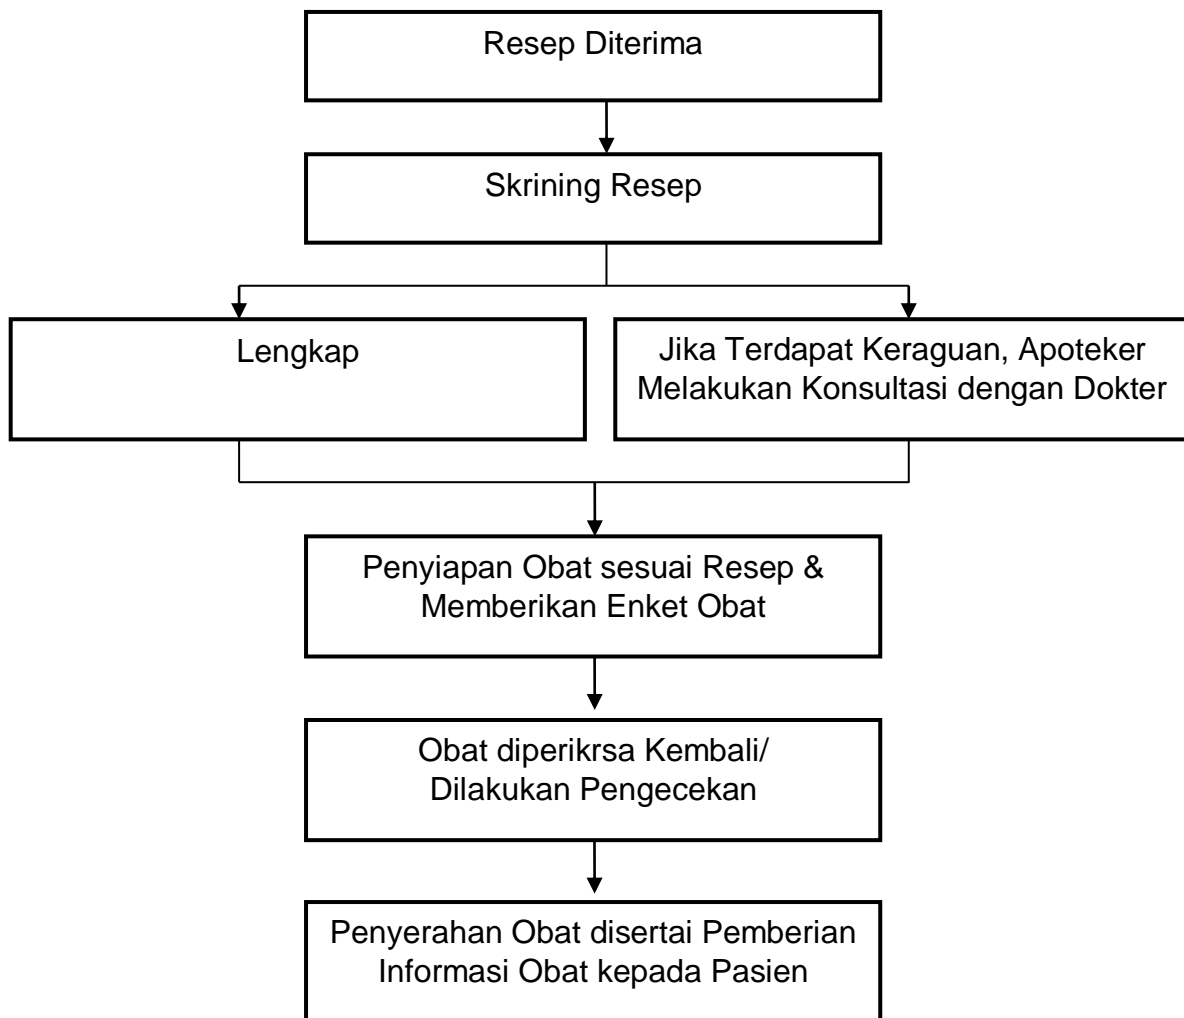 Resep Diterima
Skrining Resep
Lengkap
Jika Terdapat Keraguan, Apoteker
Melakukan Konsultasi dengan Dokter
Penyiapan Obat sesuai Resep &
Memberikan Enket Obat
Obat diperikrsa Kembali/
Dilakukan Pengecekan
Penyerahan Obat disertai Pemberian
Informasi Obat kepada Pasien